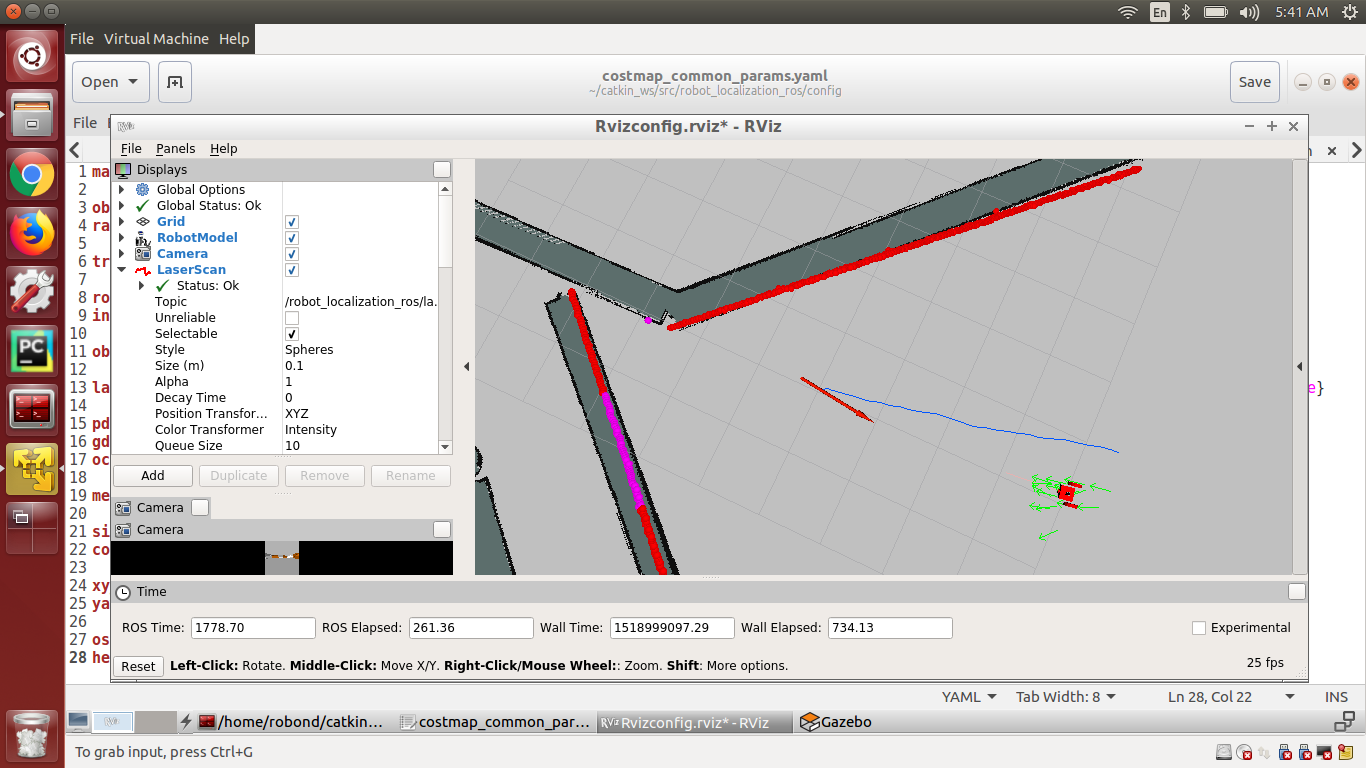 En
5:41 AM
File Virtual Machine Help
Open
costmap_common_params.yaml
~/catkin_ws/src/robot_localization_ros/config
Save
File
Rvizconfig.rviz* - RViz
RViz
File Panels Help
Displays
Global Options
Global Status: Ok
Grid
RobotModel
Camera
LaserScan
Status: Ok
Topic /robot_localization_ros/la.
Unreliable
Selectable
Style Spheres
Size (m) 0.1
Alpha 1
Decay Time 0
Position Transfor... XYZ
Color Transformer Intensity
Queue Size 10
Add Duplicate Remove Rename
Camera
Camera
1 ma
2
3 ob
4 ra
5
6 tr
7
8 ro
9 in
10
11 ob
12
13 la e}
14
15 pd
16 gd
17 oc
18
19 me
20
21 si
22 co
23
24 xy
25 ya
26
27 os
28 he
Time
ROS Time: 1778.70 ROS Elapsed: 261.36 Wall Time: 1518999097.29 Wall Elapsed: 734.13 Experimental
Reset Left-Click: Rotate. Middle-Click: Move X/Y. Right-Click/Mouse Wheel:: Zoom. Shift: More options. 25 fps
YAML Tab Width: 8 Ln 28, Col 22 INS
/home/robond/catkin... costmap_common_par... RViz Rvizconfig.rviz* - RViz Gazebo
To grab input, press Ctrl+G